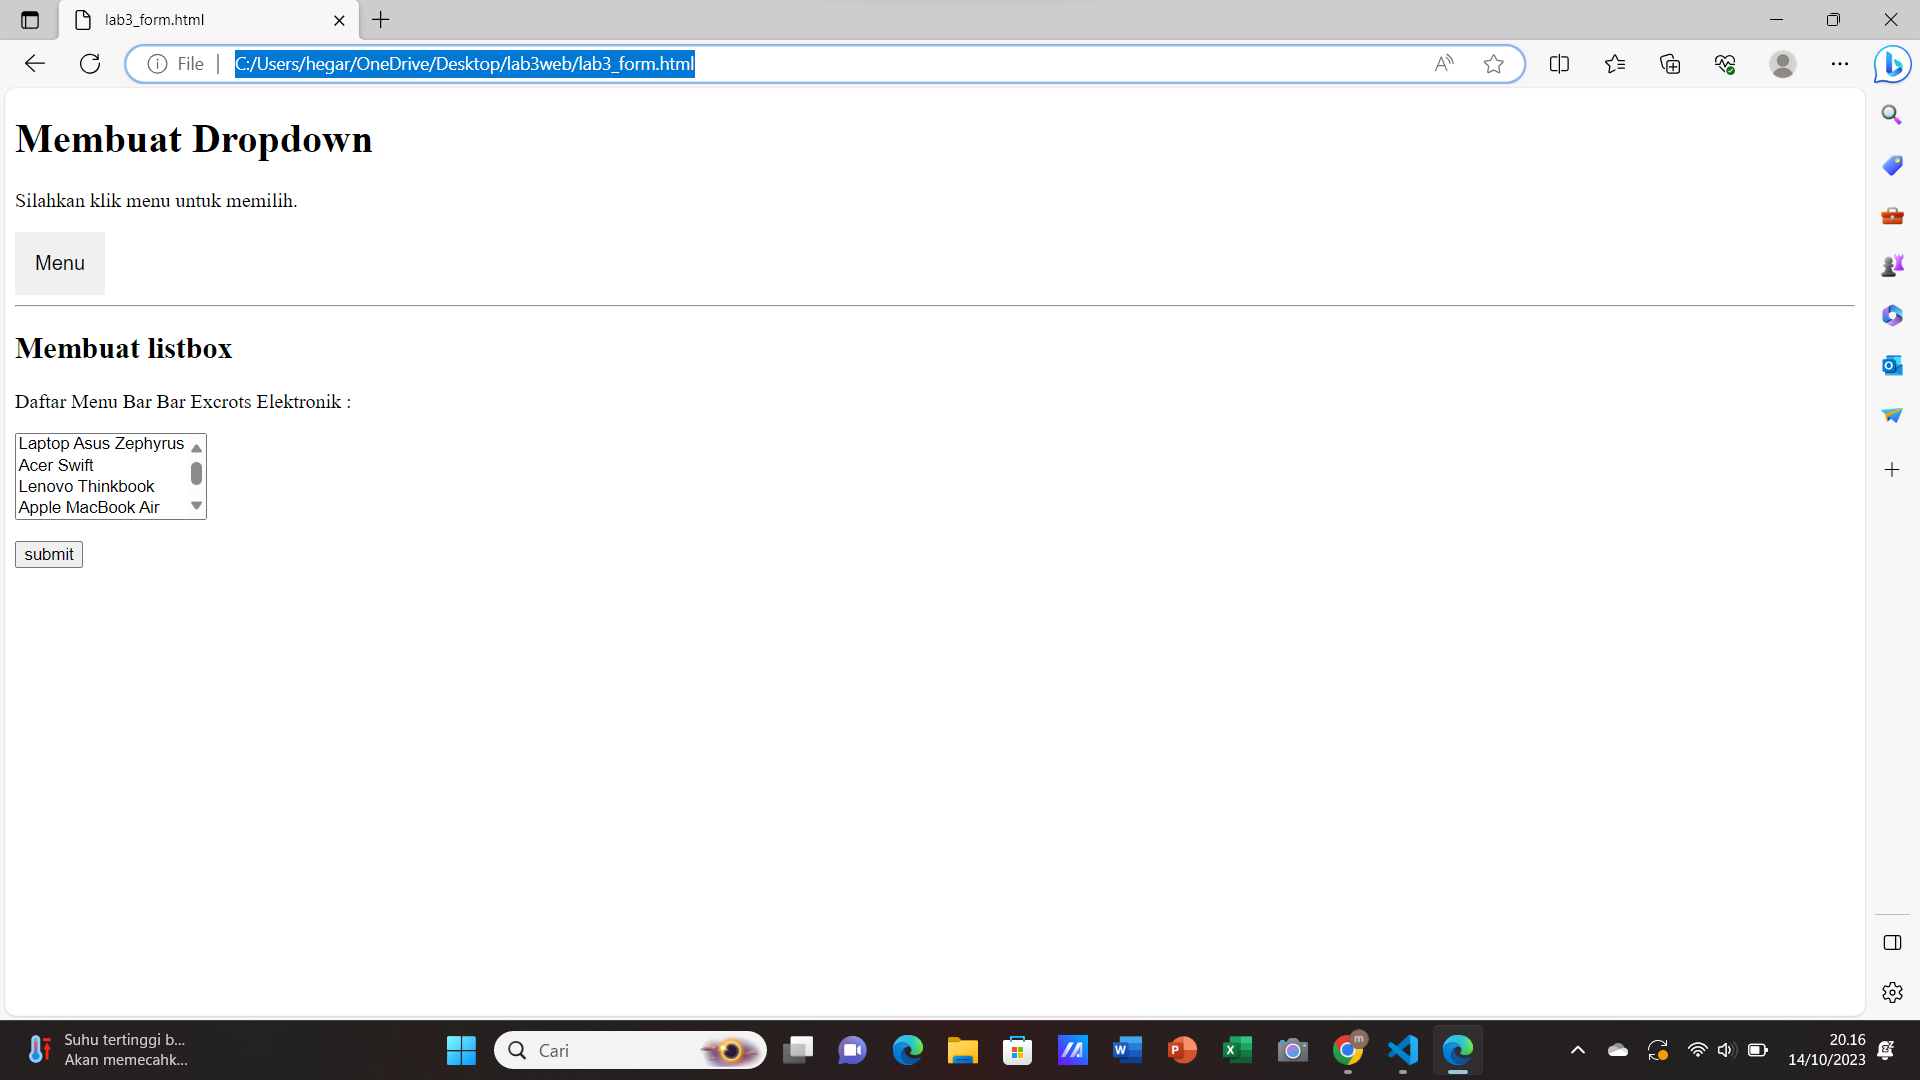 lab3_form.html
File
C:/Users/hegar/OneDrive/Desktop/lab3web/lab3_form.html
Membuat Dropdown
Silahkan klik menu untuk memilih.
Menu
Membuat listbox
Daftar Menu Bar Bar Excrots Elektronik :
Laptop Asus Zephyrus
Acer Swift
Lenovo Thinkbook
Apple MacBook Air
submit
Suhu tertinggi b...
Akan memecahk...
Cari
m
20.16
14/10/2023